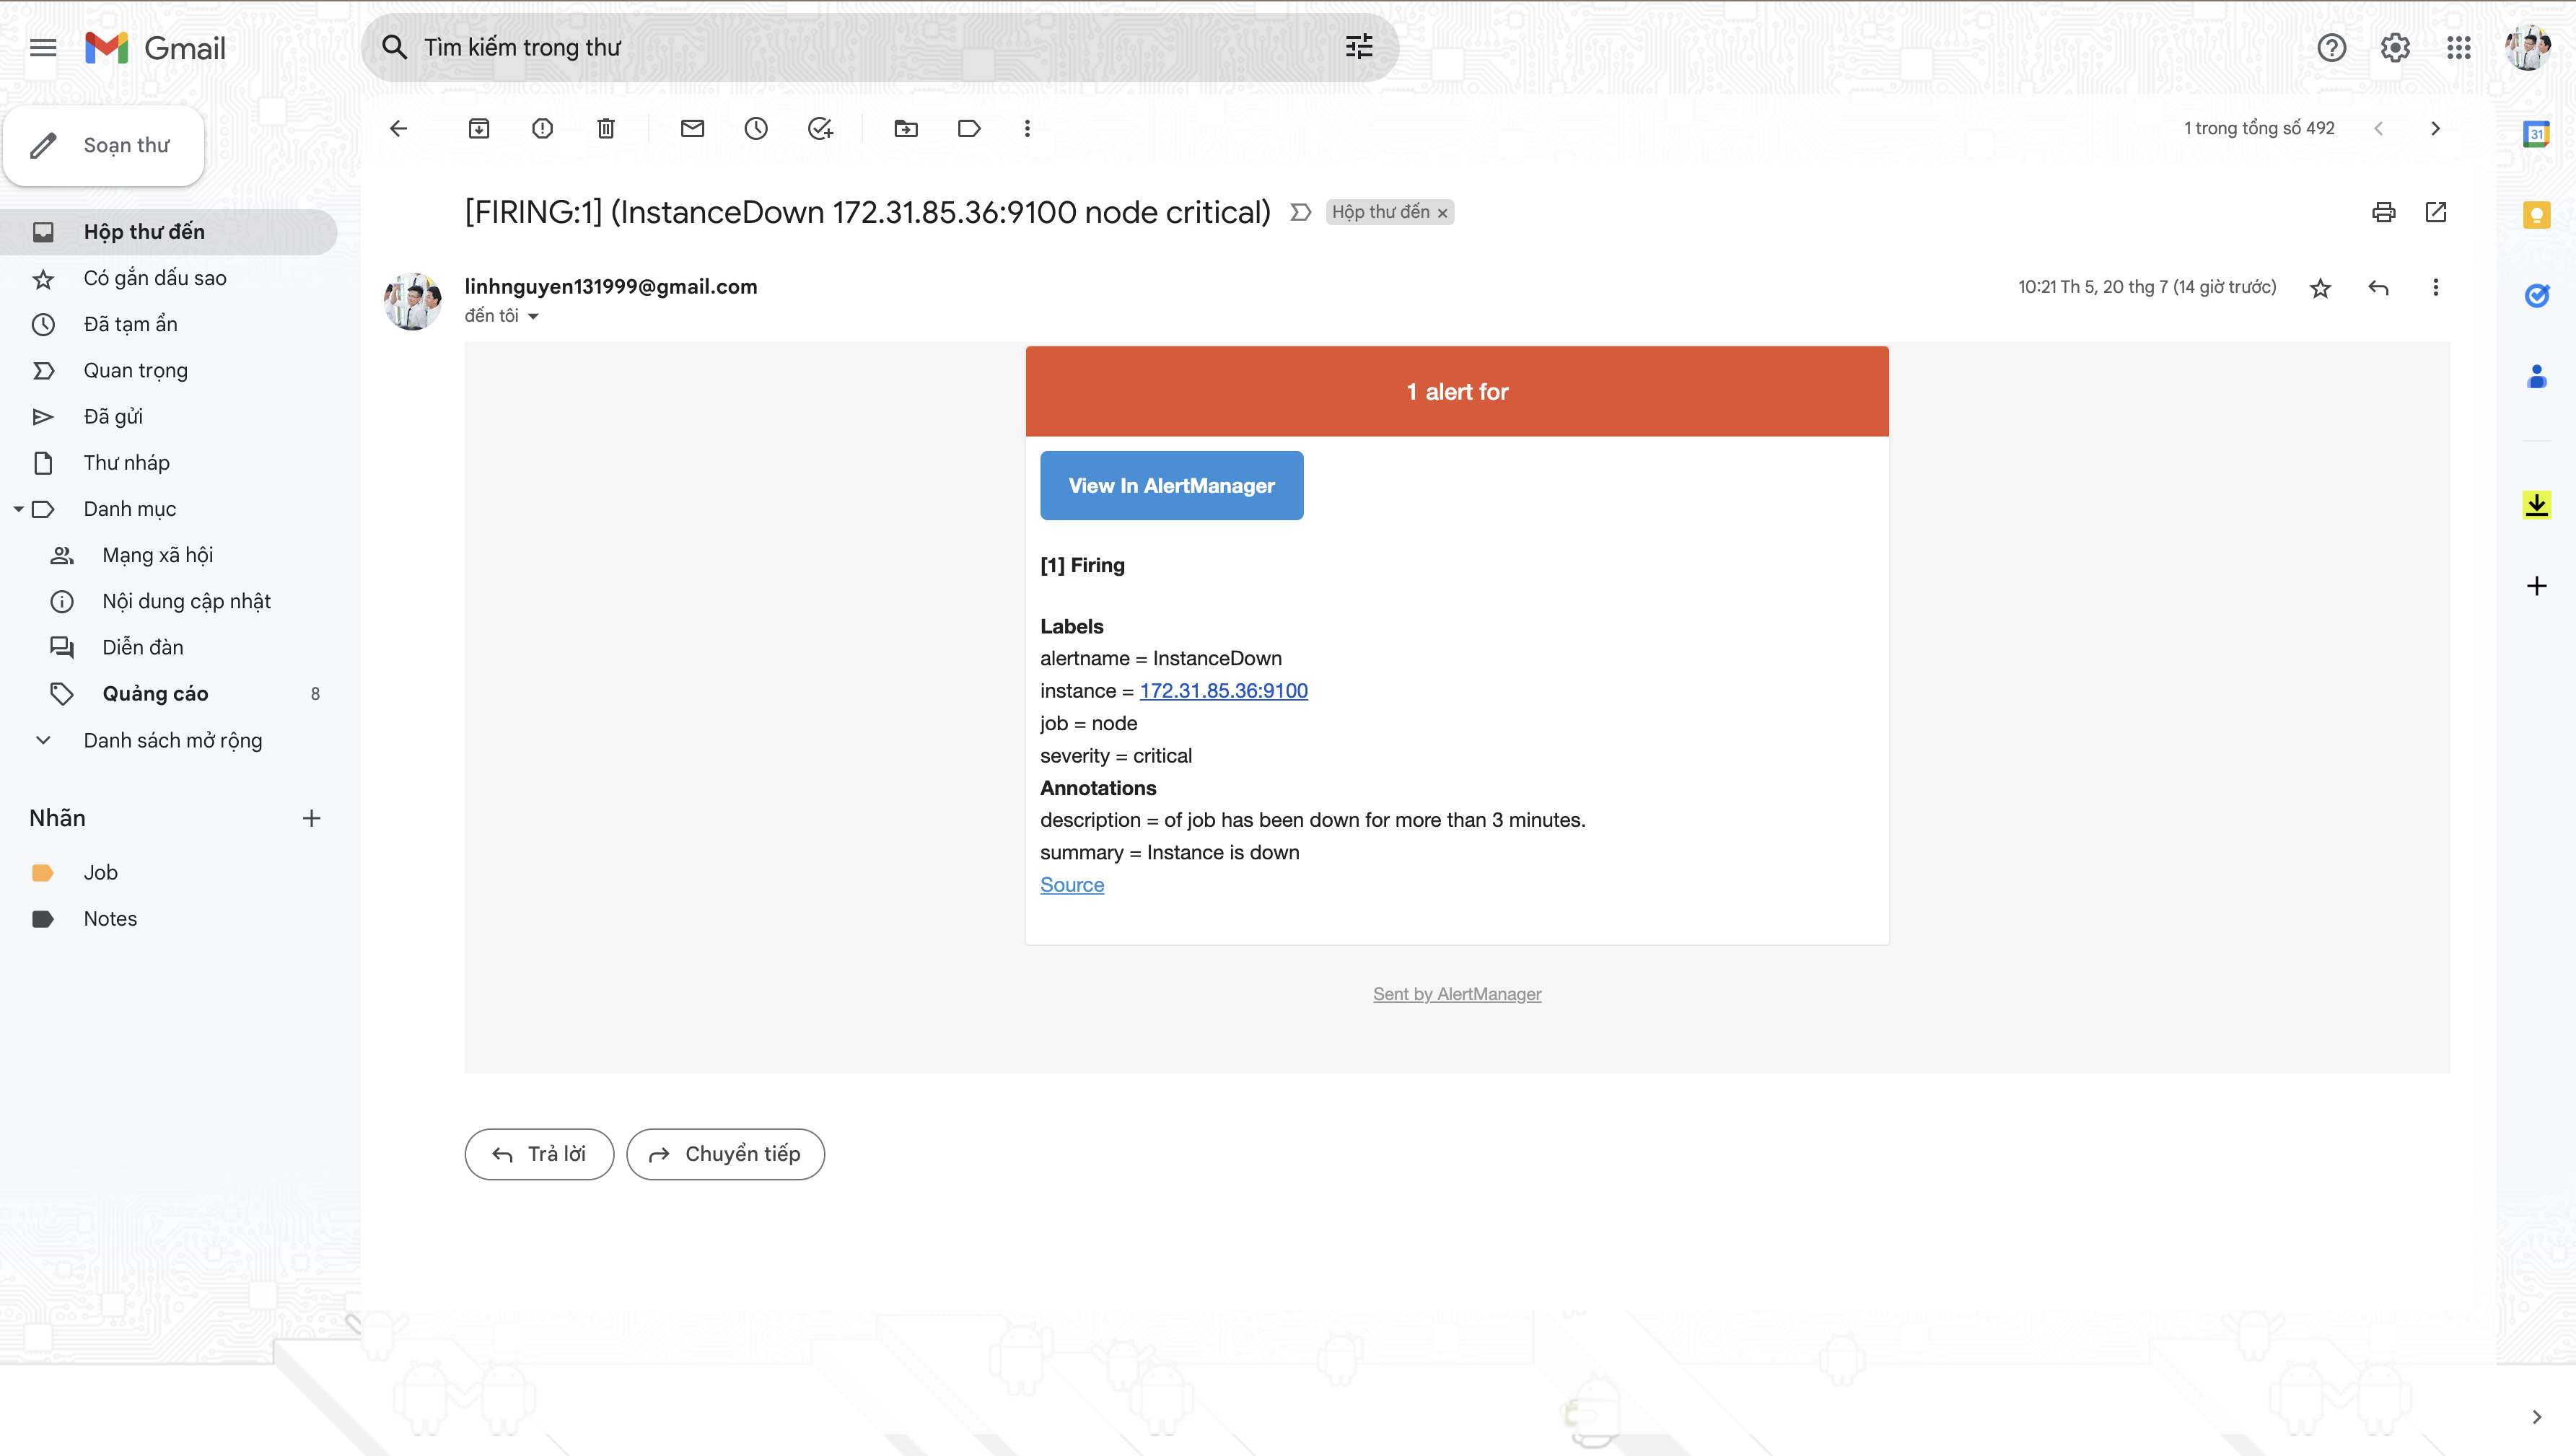 Gmail
Tìm kiếm trong thư
Soạn thư
1 trong tổng số 492
31
Hộp thư đến
Có gắn dấu sao
Đã tạm ẩn
Quan trọng
Đã gửi
Thư nháp
Danh mục
Mạng xã hội
Nội dung cập nhật
Diễn đàn
Quảng cáo 8
Danh sách mở rộng
Nhãn
Job
Notes
[FIRING:1] (InstanceDown 172.31.85.36:9100 node critical) Hộp thư đến ×
linhnguyen131999@gmail.com 10:21 Th 5, 20 thg 7 (14 giờ trước)
đến tôi
1 alert for
View In AlertManager
[1] Firing
Labels
alertname = InstanceDown
instance = 172.31.85.36:9100
job = node
severity = critical
Annotations
description = of job has been down for more than 3 minutes.
summary = Instance is down
Source
Sent by AlertManager
Trả lời Chuyển tiếp